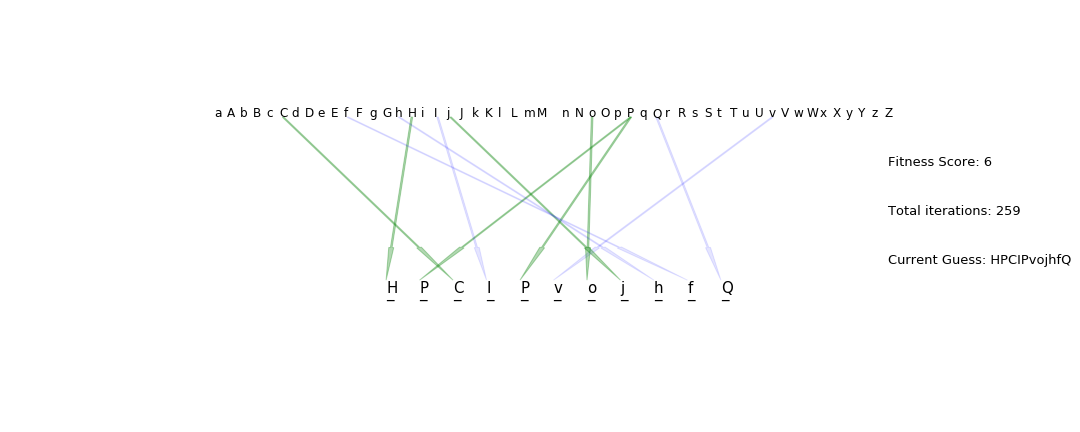 a A b B c C d D e E f F g G h H i I j J k K l L m M n N o O p P q Q r R s S t T u U v V w W x X y Y z Z
Fitness Score: 6
Total iterations: 259
Current Guess: HPCIPvojhfQ
H P C I P v o j h f Q